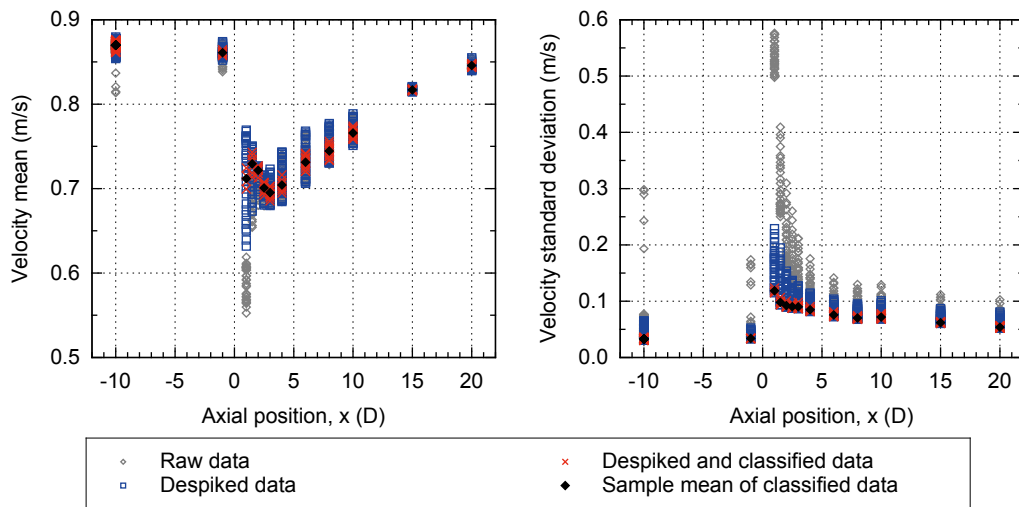 0.9
0.8
0.7
0.6
0.5
Velocity mean (m/s)
-10 -5 0 5 10 15 20
Axial position, x (D)
0.6
0.5
0.4
0.3
0.2
0.1
0.0
Velocity standard deviation (m/s)
-10 -5 0 5 10 15 20
Axial position, x (D)
Raw data
Despiked data
Despiked and classified data
Sample mean of classified data